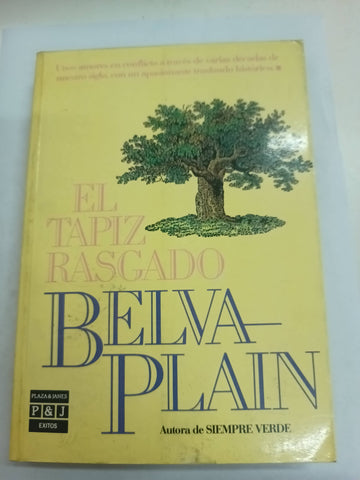 Unos amores en conflicto a través de varias décadas de
nuestro siglo, con un apasionante trasfondo histórico.
EL
TAPIZ
RASGADO
BELVA
PLAIN
PLAZA & JANES
P & J
EXITOS
Autora de SIEMPRE VERDE